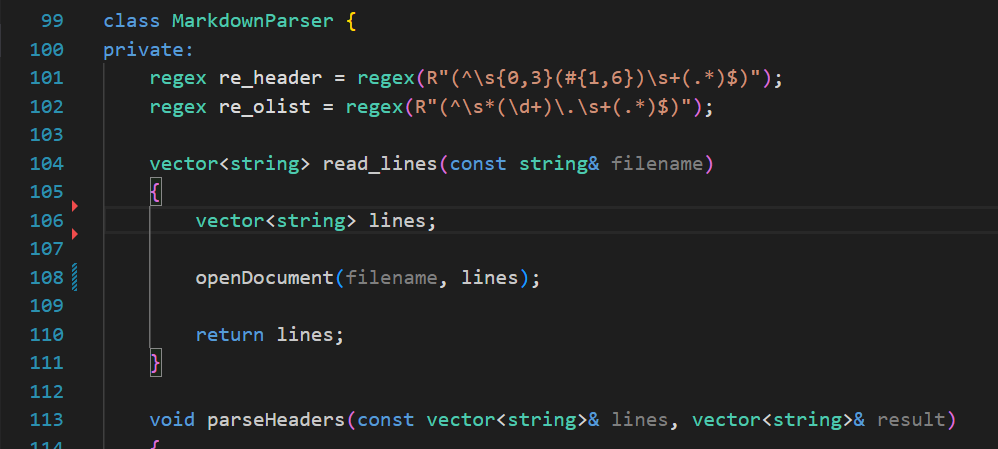 99 class MarkdownParser {
100 private:
101 regex re_header = regex(R"(^\s{0,3}(#{1,6})\s+(.*)$)");
102 regex re_olist = regex(R"(^\s*(\d+)\.\s+(.*)$)");
103
104 vector<string> read_lines(const string& filename)
105 {
106 vector<string> lines;
107
108 openDocument(filename, lines);
109
110 return lines;
111 }
112
113 void parseHeaders(const vector<string>& lines, vector<string>& result)
114 {